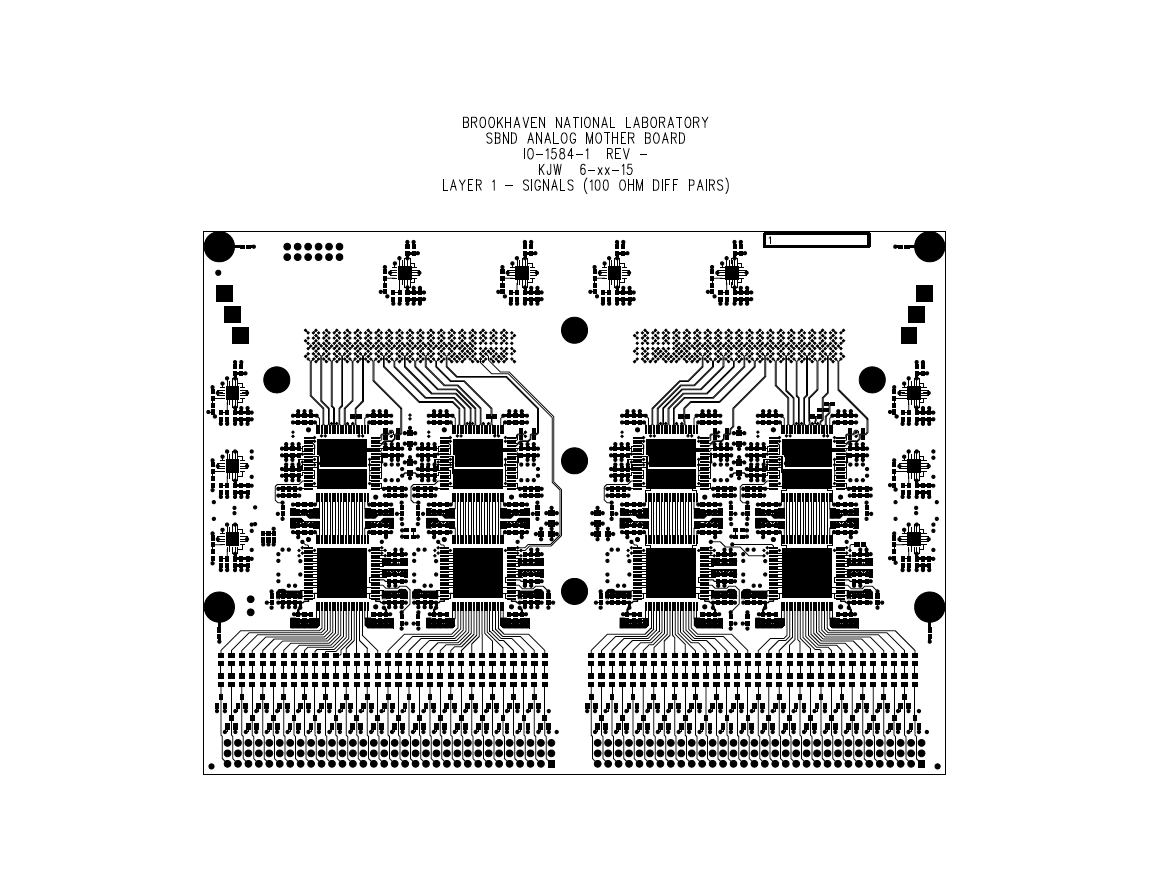 BROOKHAVEN NATIONAL LABORATORY
SBND ANALOG MOTHER BOARD
IO-1584-1 REV -
KJW 6-xx-15
LAYER 1 - SIGNALS (100 OHM DIFF PAIRS)
1